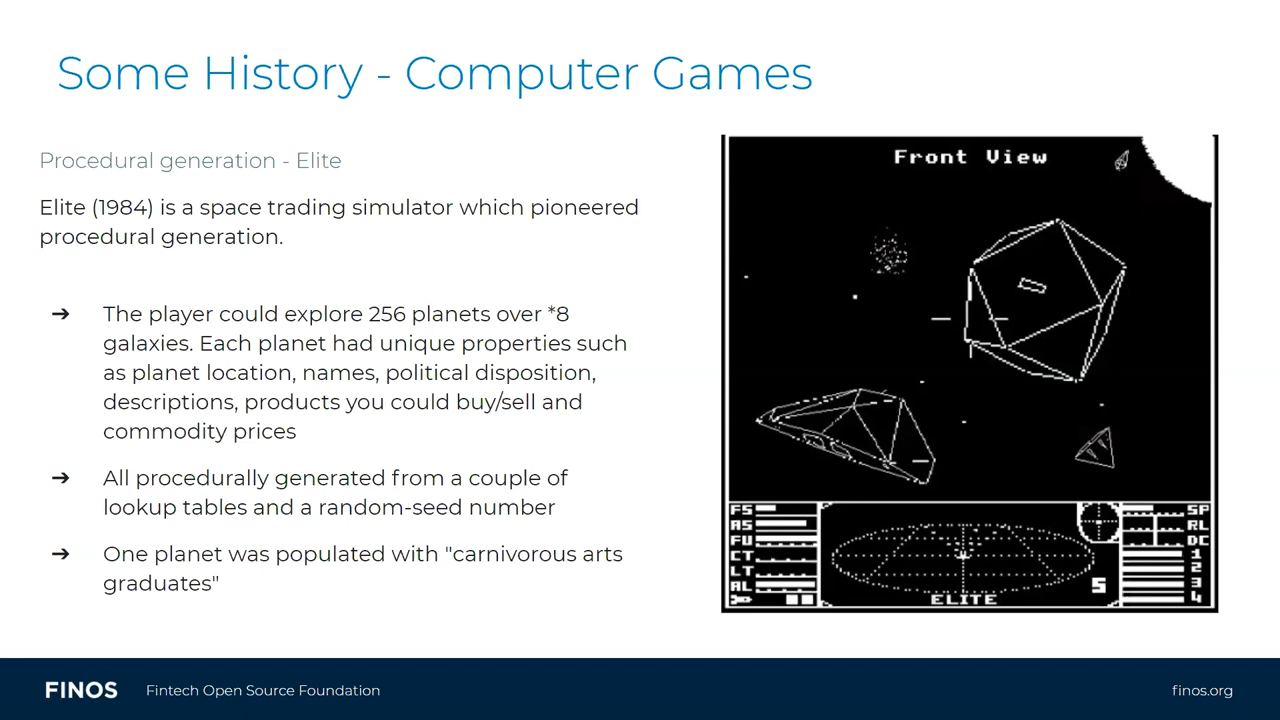 Some History - Computer Games
Procedural generation - Elite
Elite (1984) is a space trading simulator which pioneered
procedural generation.
➔ The player could explore 256 planets over *8
galaxies. Each planet had unique properties such
as planet location, names, political disposition,
descriptions, products you could buy/sell and
commodity prices
➔ All procedurally generated from a couple of
lookup tables and a random-seed number
➔ One planet was populated with "carnivorous arts
graduates"
Front View
FS
AS
FU
CT
LT
AL
S
ELITE
SP
RL
DC
1
2
3
4
FINOS
Fintech Open Source Foundation
finos.org